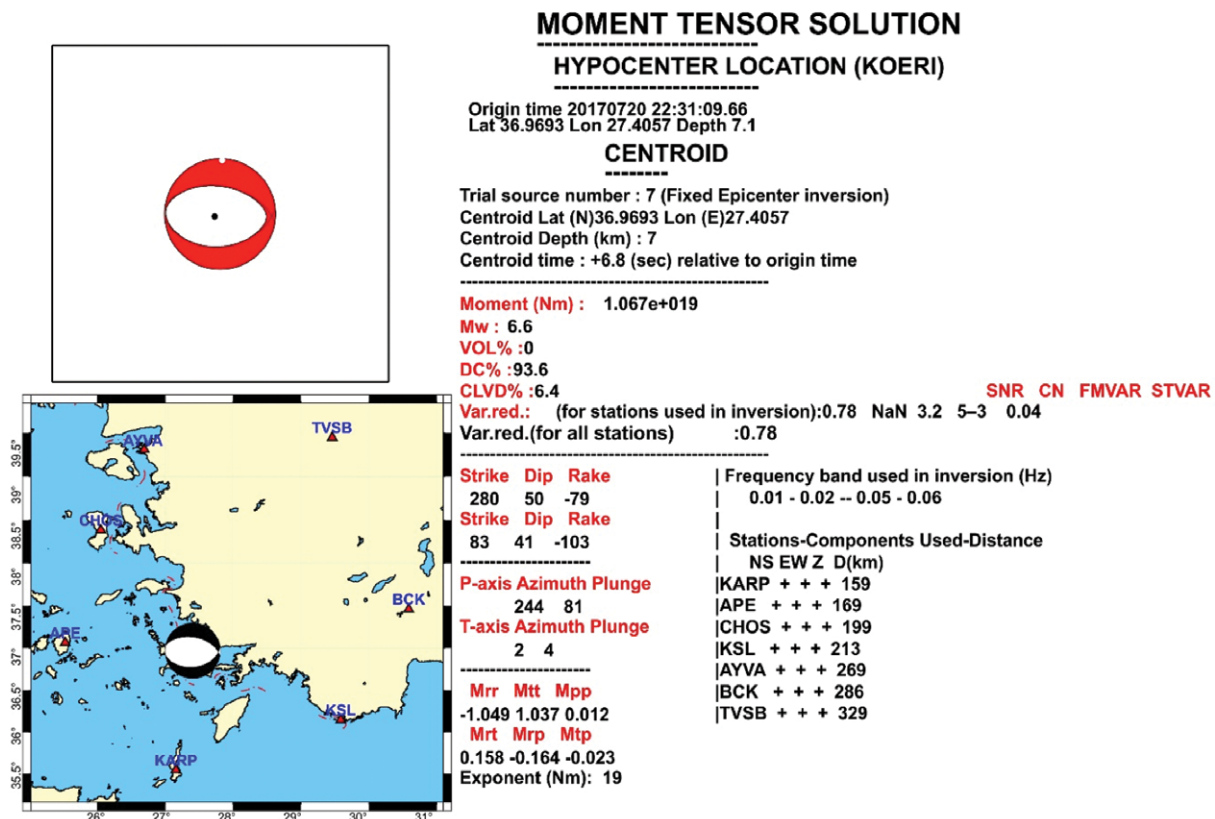 MOMENT TENSOR SOLUTION
---------------------------
HYPOCENTER LOCATION (KOERI)
-------------------------
Origin time 20170720 22:31:09.66
Lat 36.9693 Lon 27.4057 Depth 7.1
CENTROID
--------
Trial source number : 7 (Fixed Epicenter inversion)
Centroid Lat (N)36.9693 Lon (E)27.4057
Centroid Depth (km) : 7
Centroid time : +6.8 (sec) relative to origin time
---------------------------------------------------
Moment (Nm) : 1.067e+019
Mw : 6.6
VOL% :0
DC% :93.6
CLVD% :6.4 SNR CN FMVAR STVAR
Var.red.: (for stations used in inversion):0.78 NaN 3.2 5–3 0.04
Var.red.(for all stations) :0.78
---------------------------------------------------
Strike Dip Rake
280 50 -79
Strike Dip Rake
83 41 -103
----------------------
P-axis Azimuth Plunge
244 81
T-axis Azimuth Plunge
2 4
----------------------
Mrr Mtt Mpp
-1.049 1.037 0.012
Mrt Mrp Mtp
0.158 -0.164 -0.023
Exponent (Nm): 19
| Frequency band used in inversion (Hz)
| 0.01 - 0.02 -- 0.05 - 0.06
|
| Stations-Components Used-Distance
| NS EW Z D(km)
|KARP + + + 159
|APE + + + 169
|CHOS + + + 199
|KSL + + + 213
|AYVA + + + 269
|BCK + + + 286
|TVSB + + + 329
TVSB
AYVA
CHOS
BCK
APE
KSL
KARP
39.5°
39°
38.5°
38°
37.5°
37°
36.5°
36°
35.5°
26° 27° 28° 29° 30° 31°